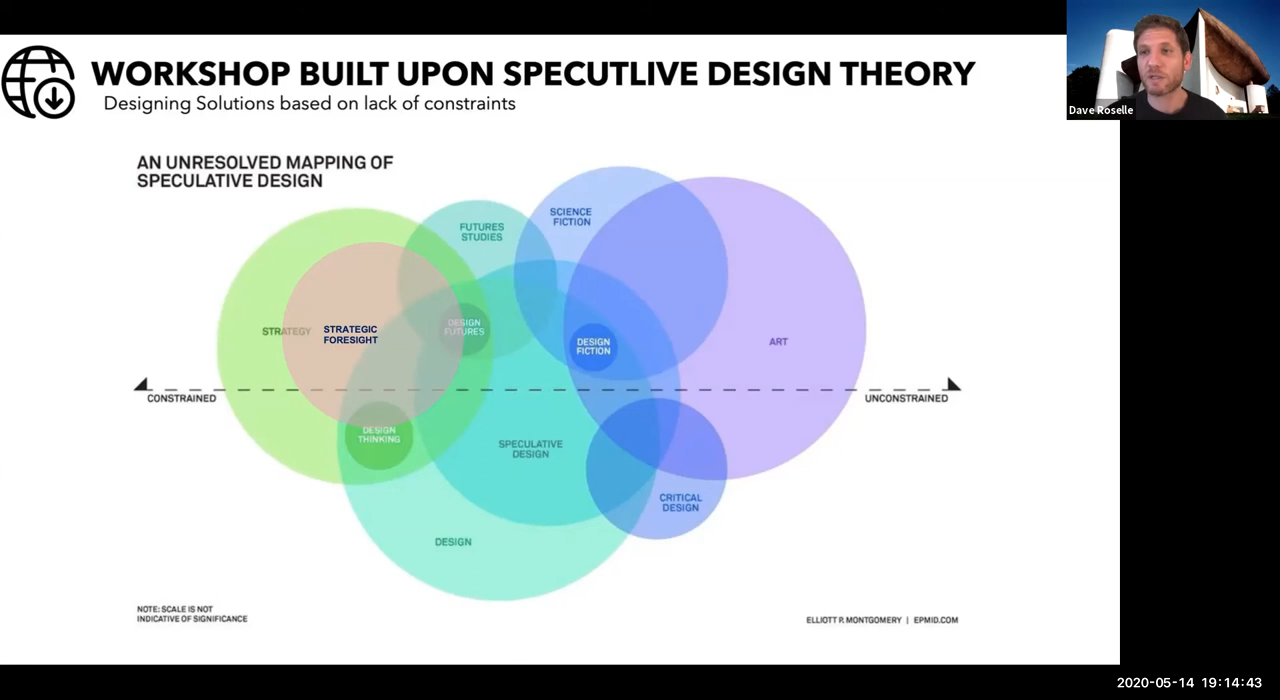 WORKSHOP BUILT UPON SPECUTLIVE DESIGN THEORY
Designing Solutions based on lack of constraints
Dave Roselle
AN UNRESOLVED MAPPING OF
SPECULATIVE DESIGN
SCIENCE
FICTION
FUTURES
STUDIES
STRATEGY
STRATEGIC
FORESIGHT
DESIGN
FUTURES
DESIGN
FICTION
ART
CONSTRAINED
UNCONSTRAINED
DESIGN
THINKING
SPECULATIVE
DESIGN
CRITICAL
DESIGN
DESIGN
NOTE: SCALE IS NOT
INDICATIVE OF SIGNIFICANCE
ELLIOTT P. MONTGOMERY | EPMID.COM
2020-05-14 19:14:43